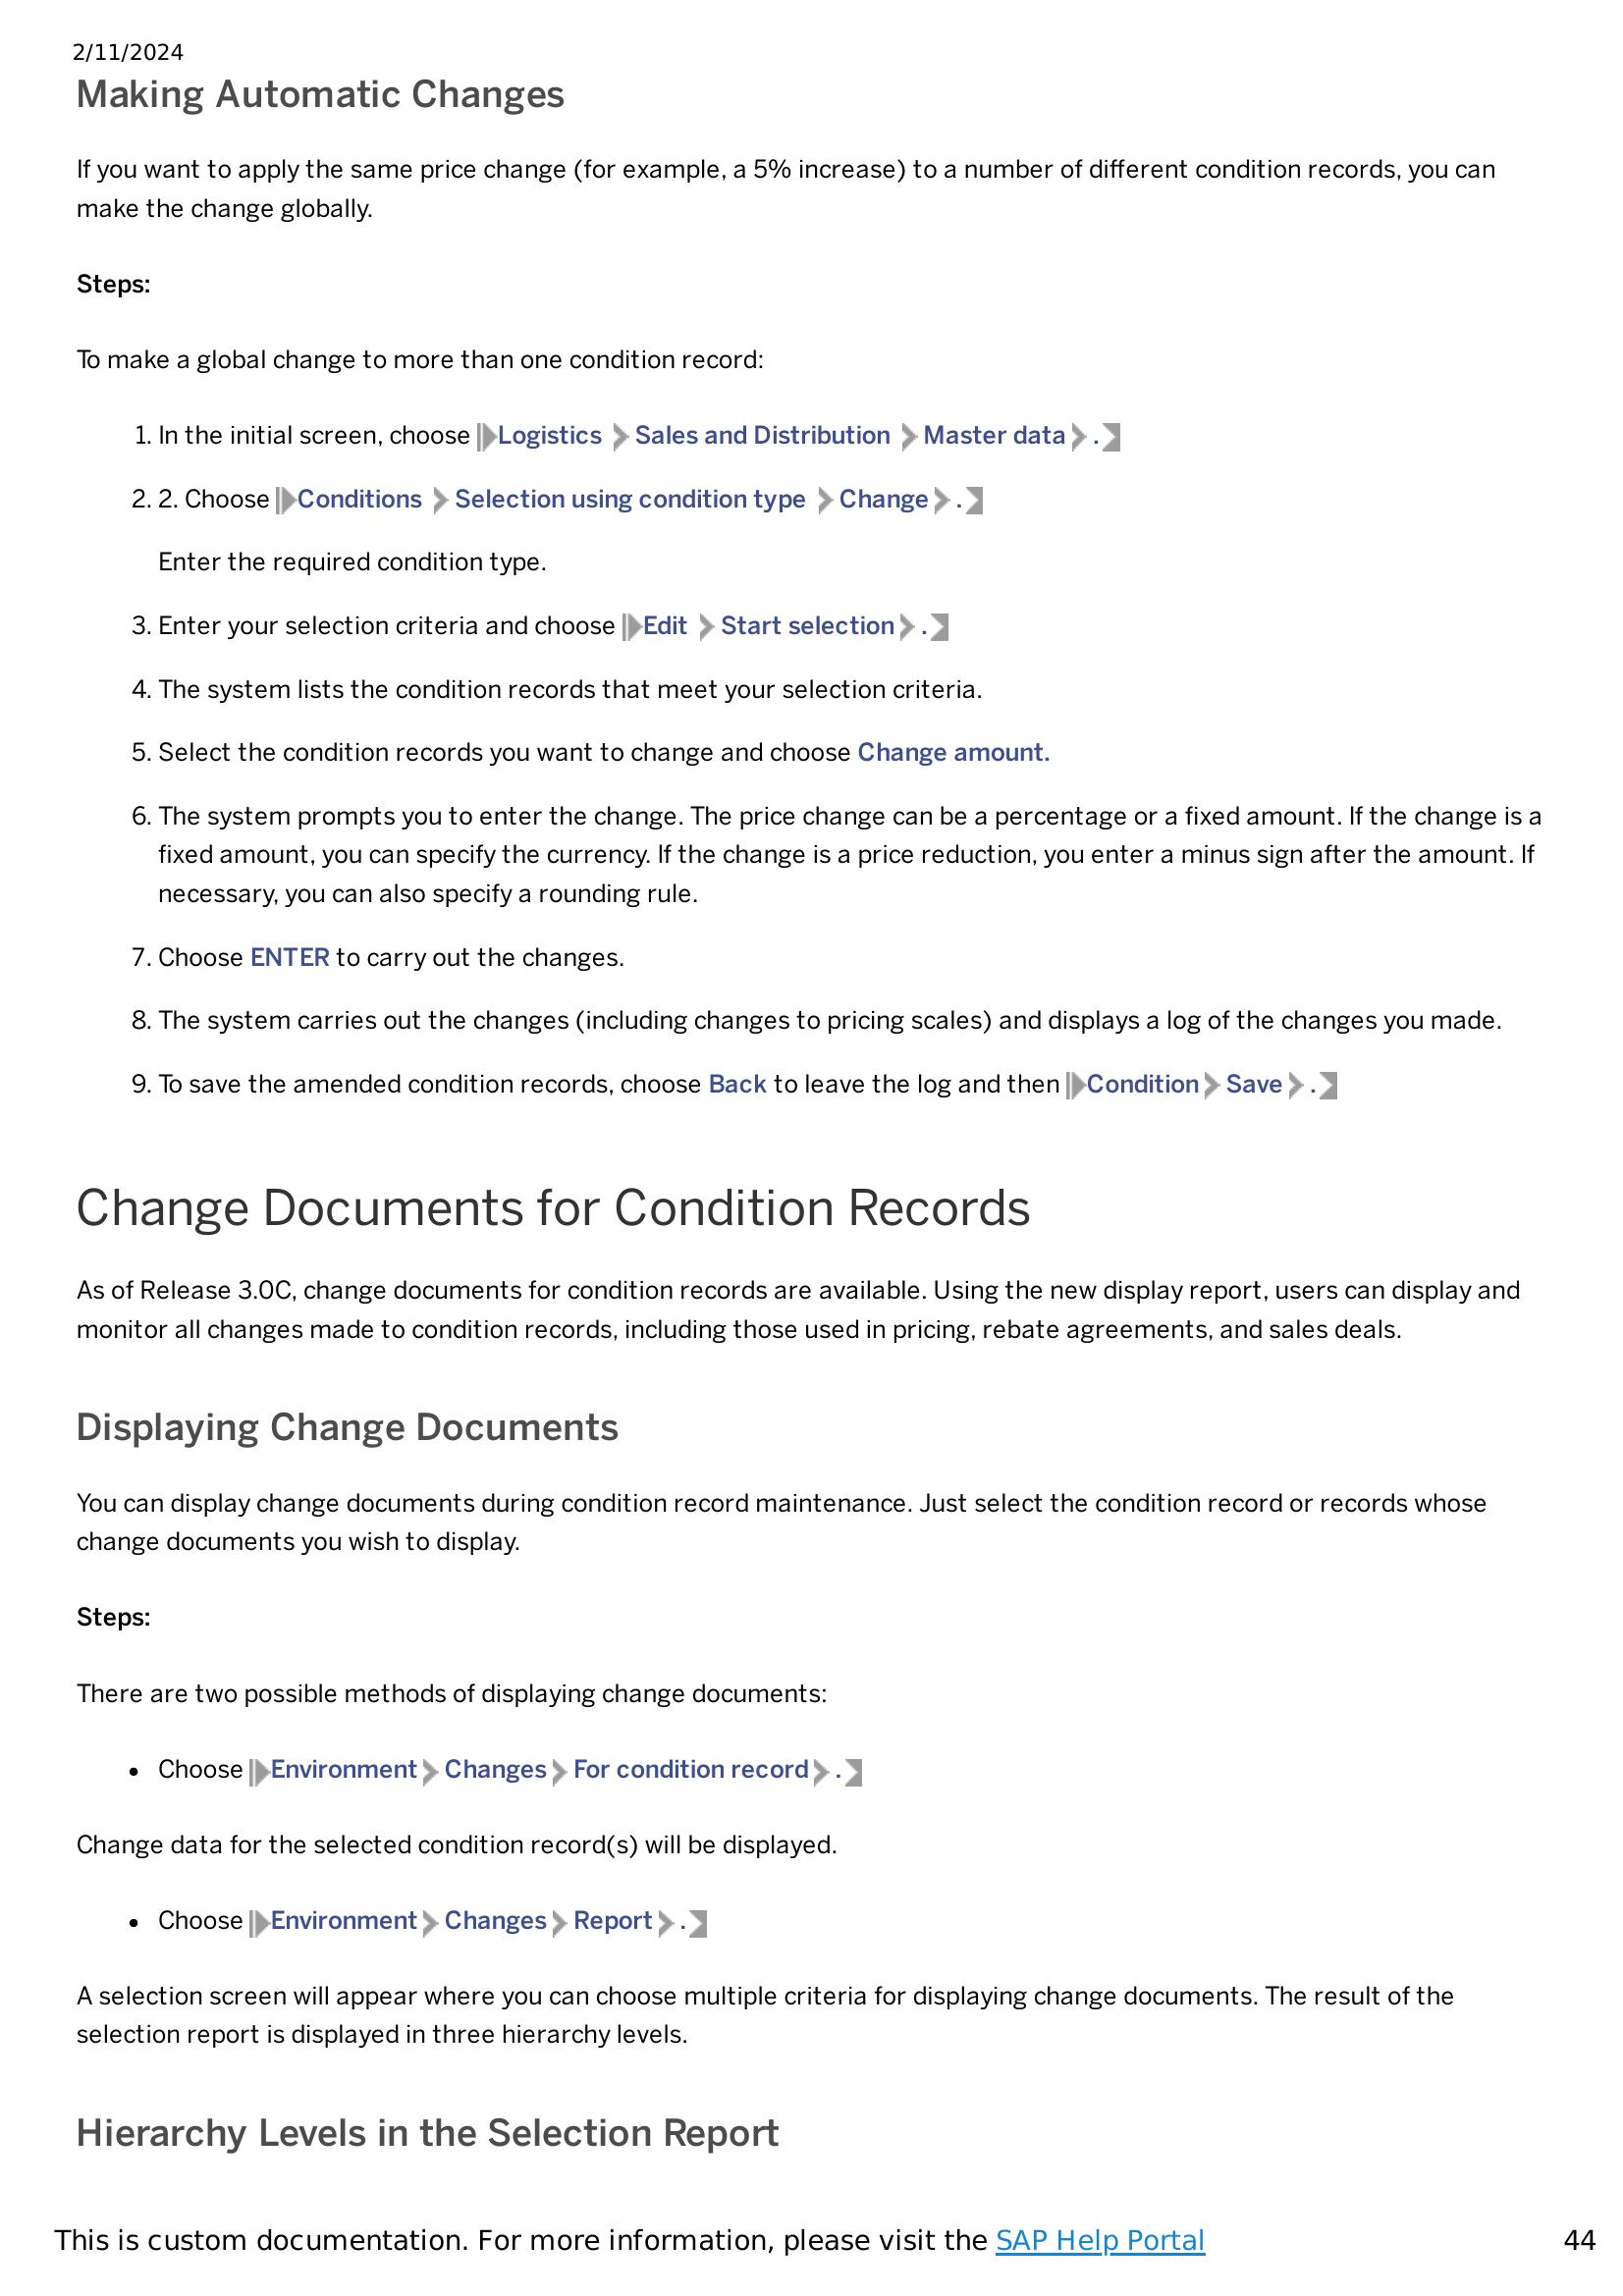 2/11/2024
Making Automatic Changes
If you want to apply the same price change (for example, a 5% increase) to a number of different condition records, you can
make the change globally.
Steps:
To make a global change to more than one condition record:
1. In the initial screen, choose Logistics Sales and Distribution Master data .
2. 2. Choose Conditions Selection using condition type Change .
Enter the required condition type.
3. Enter your selection criteria and choose Edit Start selection .
4. The system lists the condition records that meet your selection criteria.
5. Select the condition records you want to change and choose Change amount.
6. The system prompts you to enter the change. The price change can be a percentage or a fixed amount. If the change is a
fixed amount, you can specify the currency. If the change is a price reduction, you enter a minus sign after the amount. If
necessary, you can also specify a rounding rule.
7. Choose ENTER to carry out the changes.
8. The system carries out the changes (including changes to pricing scales) and displays a log of the changes you made.
9. To save the amended condition records, choose Back to leave the log and then Condition Save .
Change Documents for Condition Records
As of Release 3.0C, change documents for condition records are available. Using the new display report, users can display and
monitor all changes made to condition records, including those used in pricing, rebate agreements, and sales deals.
Displaying Change Documents
You can display change documents during condition record maintenance. Just select the condition record or records whose
change documents you wish to display.
Steps:
There are two possible methods of displaying change documents:
• Choose Environment Changes For condition record .
Change data for the selected condition record(s) will be displayed.
• Choose Environment Changes Report .
A selection screen will appear where you can choose multiple criteria for displaying change documents. The result of the
selection report is displayed in three hierarchy levels.
Hierarchy Levels in the Selection Report
This is custom documentation. For more information, please visit the SAP Help Portal 44